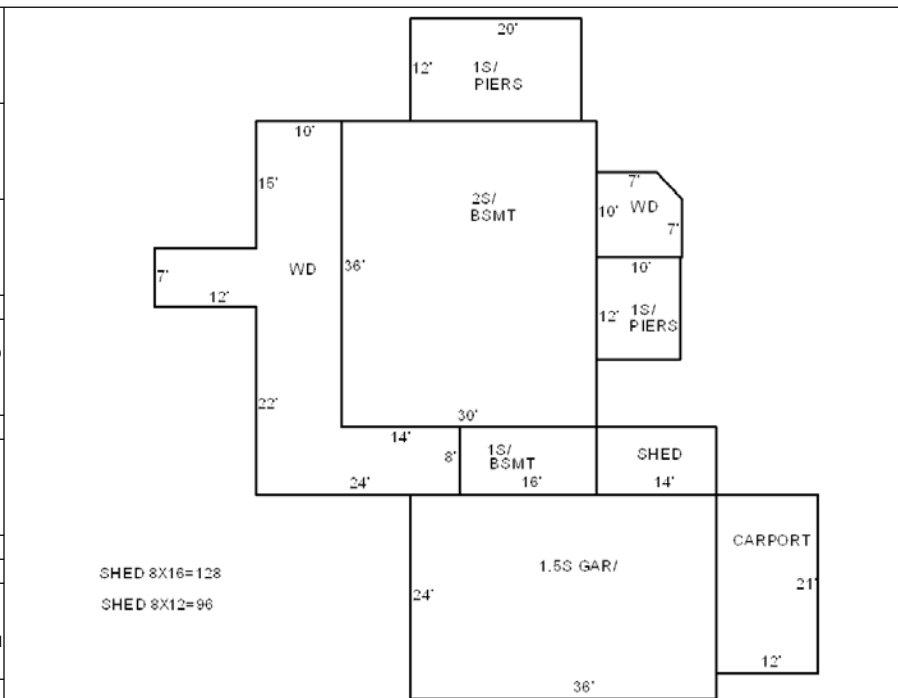 20'
12'
1S/
PIERS
10'
15'
2S/
BSMT
7'
10'
WD
7'
WD
36'
7'
12'
10'
12'
1S/
PIERS
22'
30'
14'
8'
1S/
BSMT
SHED
24'
16'
14'
CARPORT
1.5S GAR/
SHED 8X16=128
21'
24'
SHED 8X12=96
12'
36'